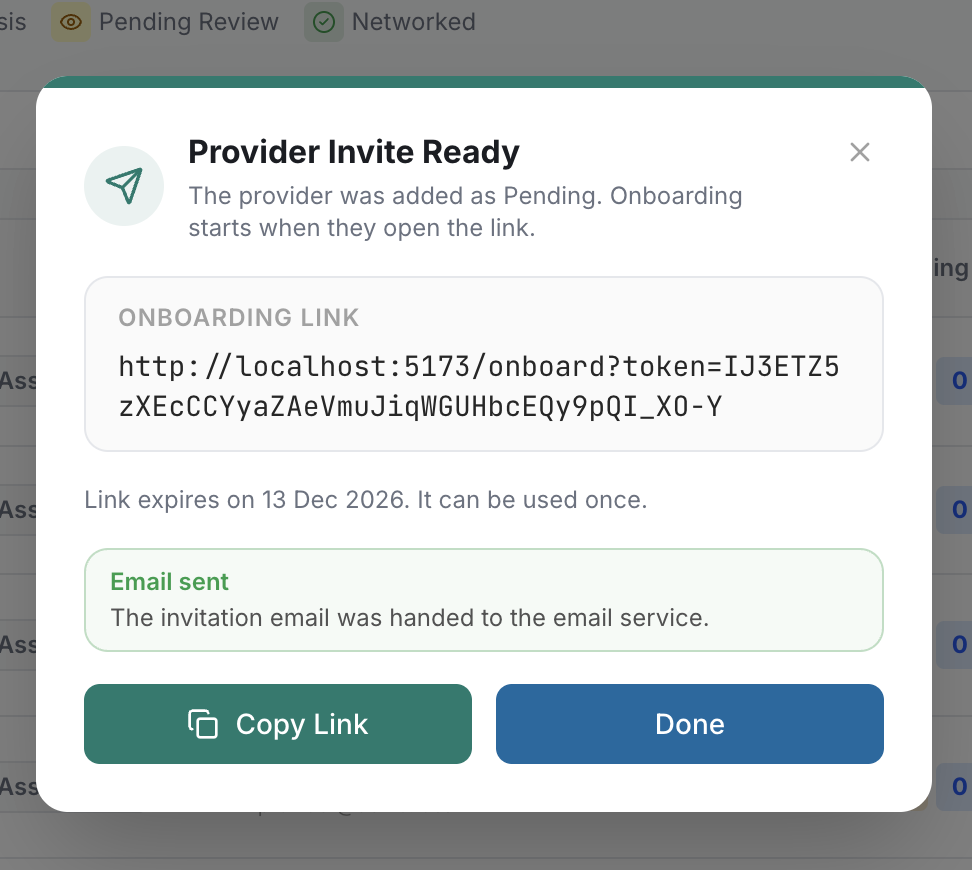 sis Pending Review Networked
Provider Invite Ready
The provider was added as Pending. Onboarding
starts when they open the link.
ing
ONBOARDING LINK
http://localhost:5173/onboard?token=IJ3ETZ5
zXEcCCYyaZAeVmuJiqWGUHbcEQy9pQI_XO-Y
Ass 0
Link expires on 13 Dec 2026. It can be used once.
Ass 0
Email sent
The invitation email was handed to the email service.
Ass 0
Copy Link Done
Ass 0